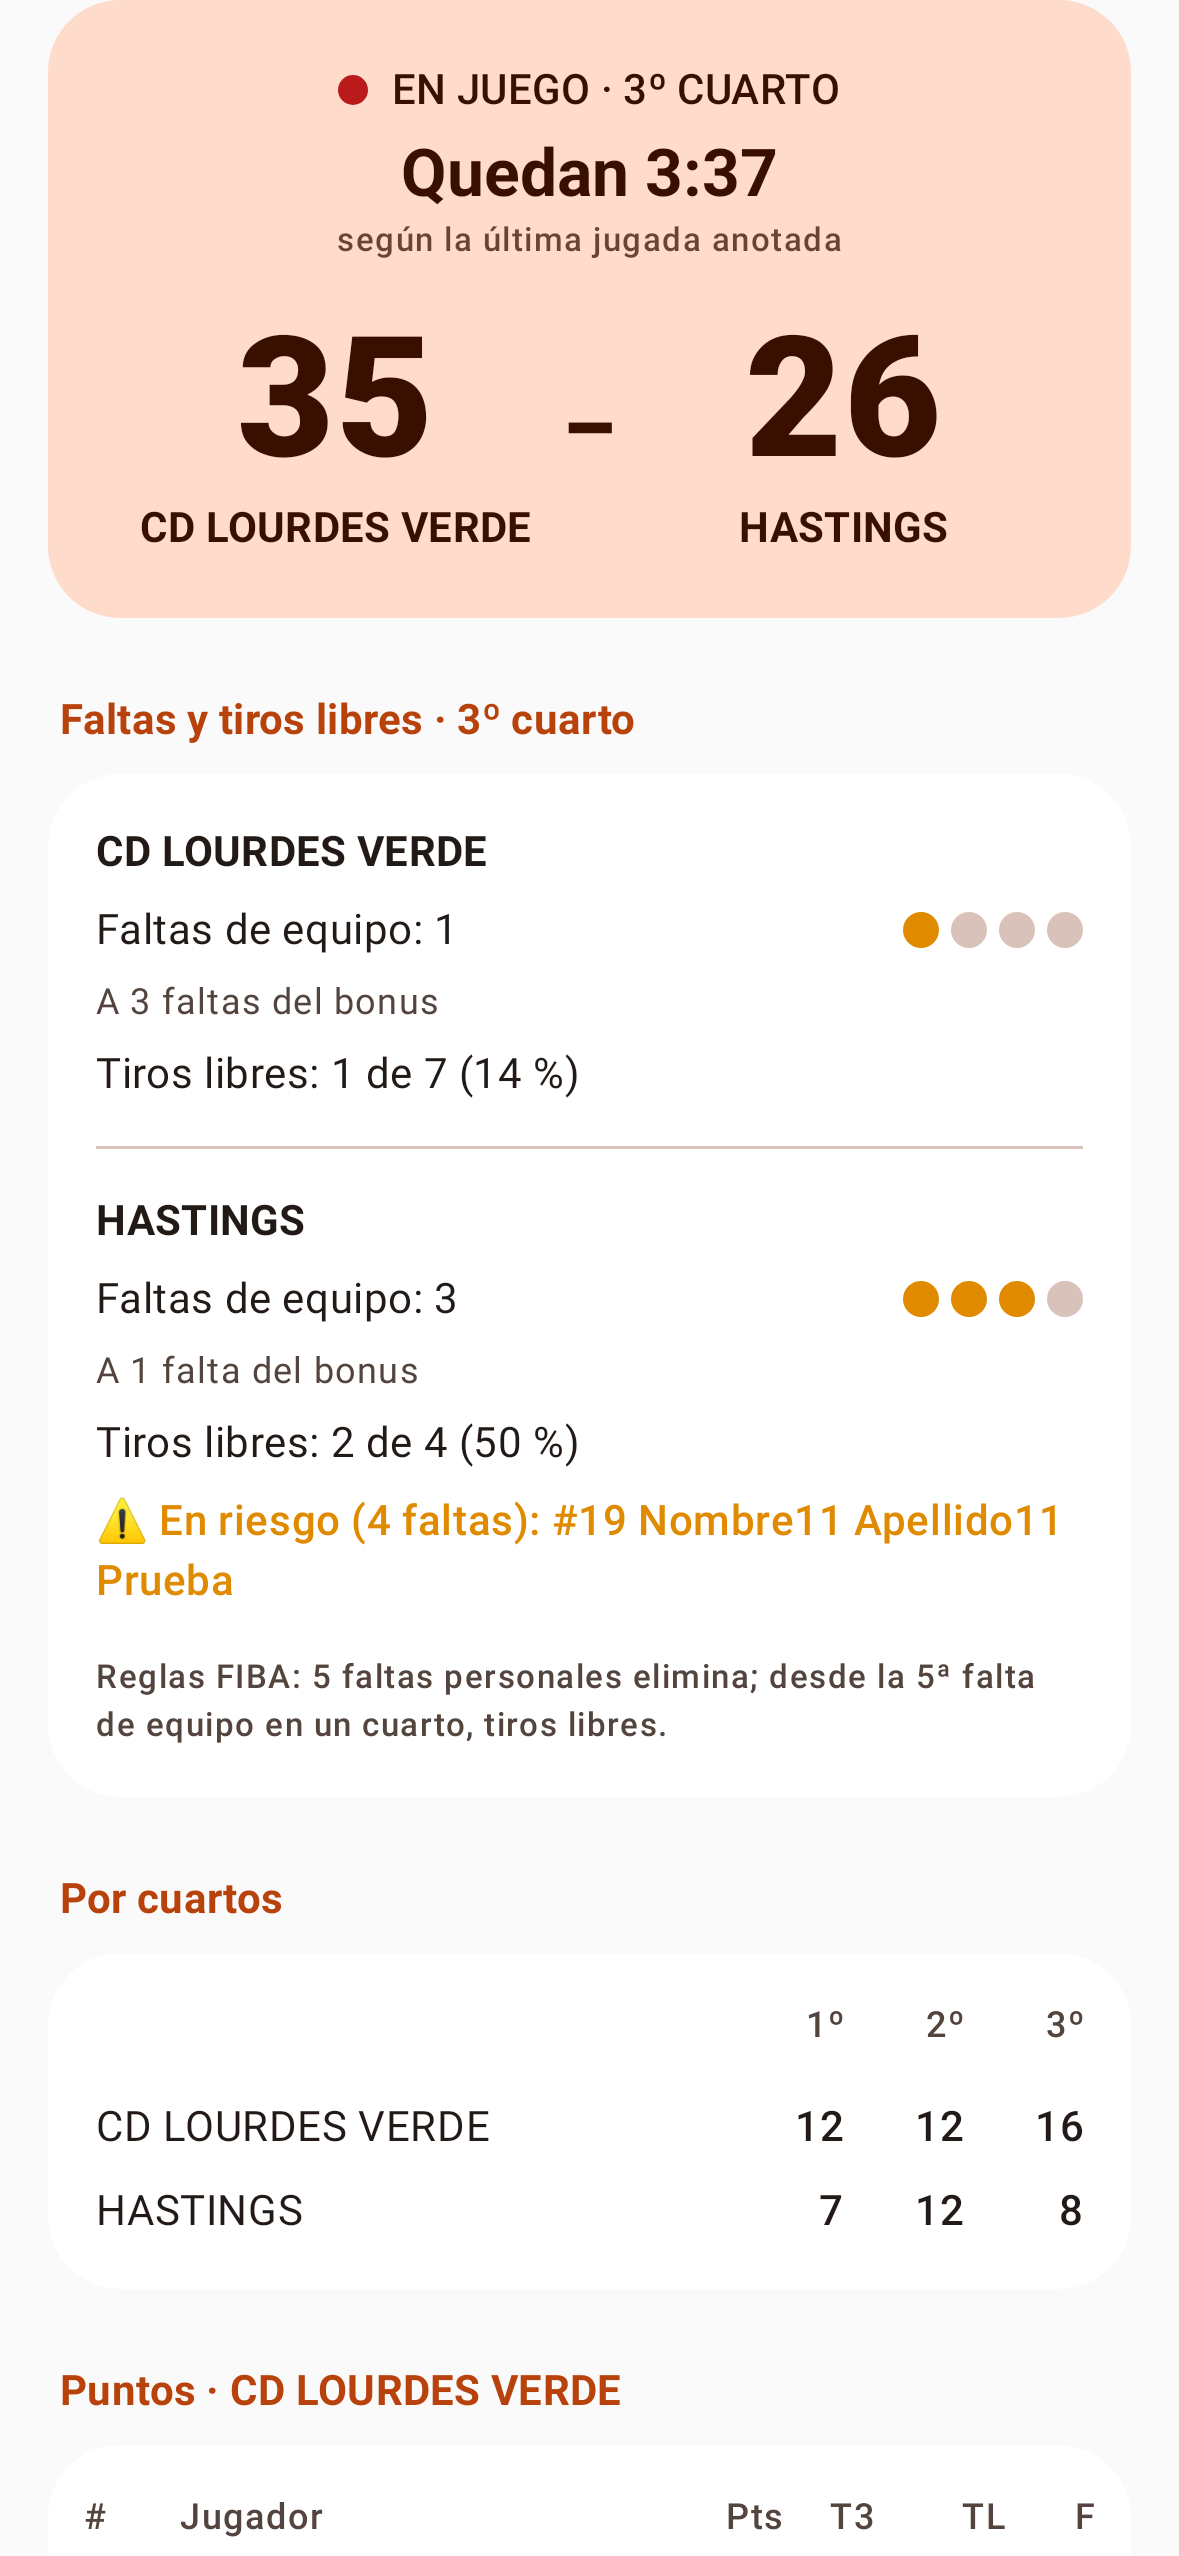 EN JUEGO · 3º CUARTO
Quedan 3:37
según la última jugada anotada
35 – 26
CD LOURDES VERDE HASTINGS
Faltas y tiros libres · 3º cuarto
CD LOURDES VERDE
Faltas de equipo: 1
A 3 faltas del bonus
Tiros libres: 1 de 7 (14 %)
HASTINGS
Faltas de equipo: 3
A 1 falta del bonus
Tiros libres: 2 de 4 (50 %)
⚠️ En riesgo (4 faltas): #19 Nombre11 Apellido11
Prueba
Reglas FIBA: 5 faltas personales elimina; desde la 5ª falta
de equipo en un cuarto, tiros libres.
Por cuartos
1º 2º 3º
CD LOURDES VERDE 12 12 16
HASTINGS 7 12 8
Puntos · CD LOURDES VERDE
# Jugador Pts T3 TL F